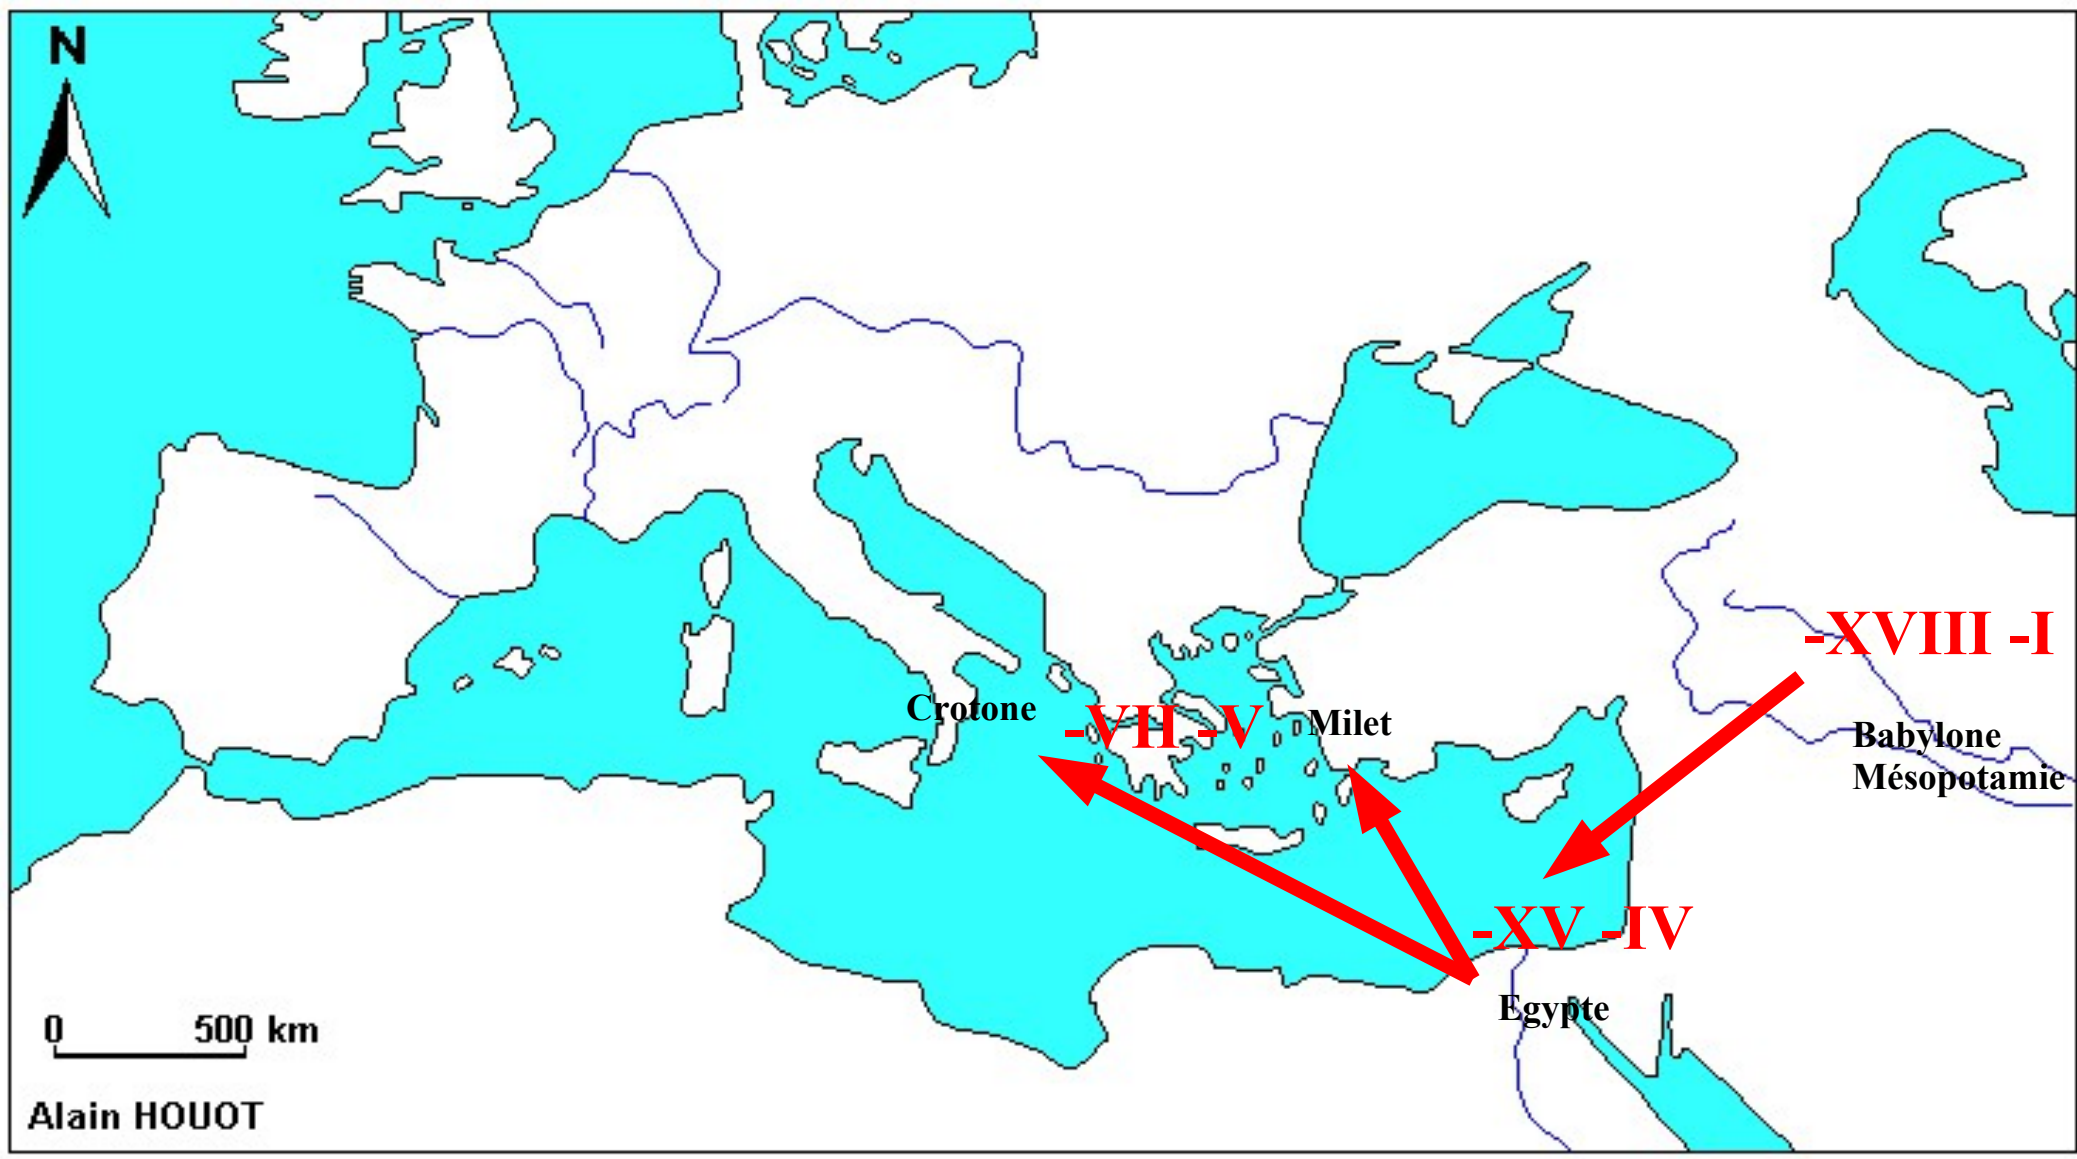 N
-XVIII -I
Crotone
-VII -V
Milet
Babylone
Mésopotamie
-XV -IV
Egypte
0 500 km
Alain HOUOT